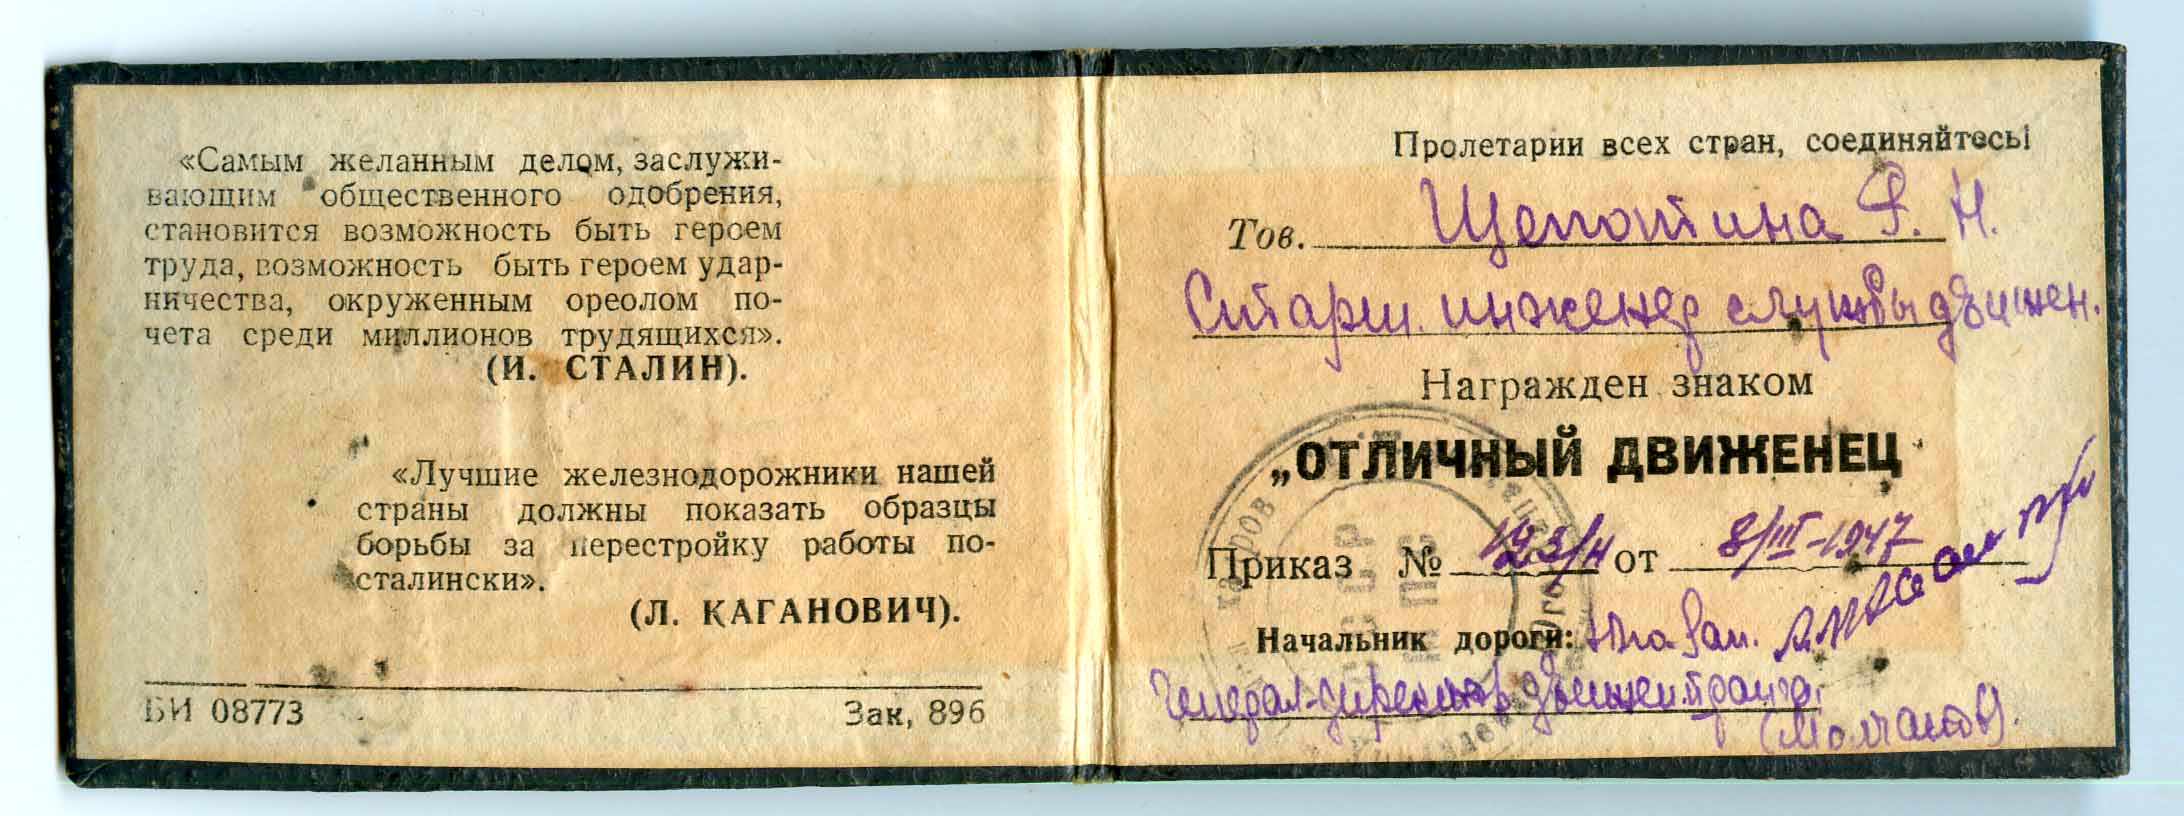 «Самым желанным делом, заслужи-
вающим общественного одобрения,
становится возможность быть героем
труда, возможность быть героем удар-
ничества, окруженным ореолом по-
чета среди миллионов трудящихся».
(И. СТАЛИН).
«Лучшие железнодорожники нашей
страны должны показать образцы
борьбы за перестройку работы по-
сталински».
(Л. КАГАНОВИЧ).
БИ 08773 Зак, 896
Пролетарии всех стран, соединяйтесь!
Тов. Щепотина Ф. Н.
Старш. инженер службы движен.
Награжден знаком
„ОТЛИЧНЫЙ ДВИЖЕНЕЦ
Приказ № 123/Н от 8/III-1947
Начальник дороги:
Генерал-директор движен. 
(Молчанов).
СССР
МПС